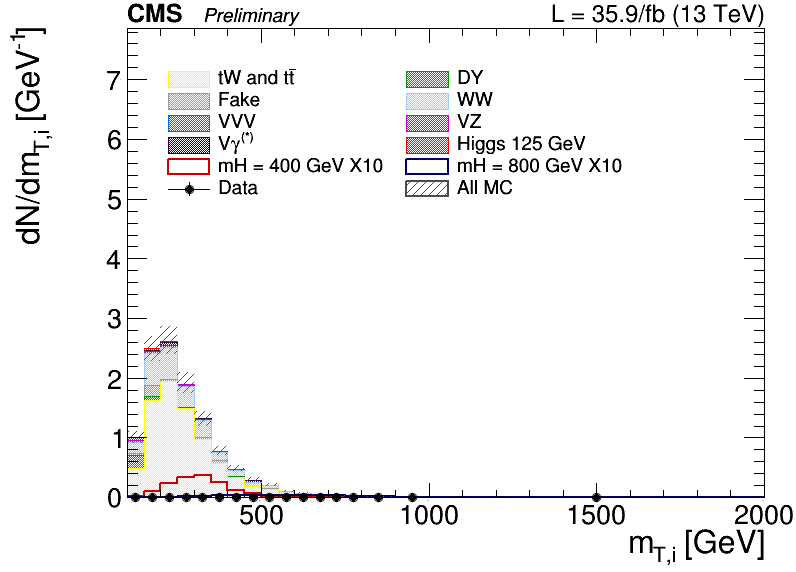 CMS Preliminary L = 35.9/fb (13 TeV)
dN/dm_{T,i} [GeV^{-1}]
7
6
5
4
3
2
1
0
tW and tt̅ DY
Fake WW
VVV VZ
Vγ^{(*)} Higgs 125 GeV
mH = 400 GeV X10 mH = 800 GeV X10
Data All MC
500 1000 1500 2000
m_{T,i} [GeV]